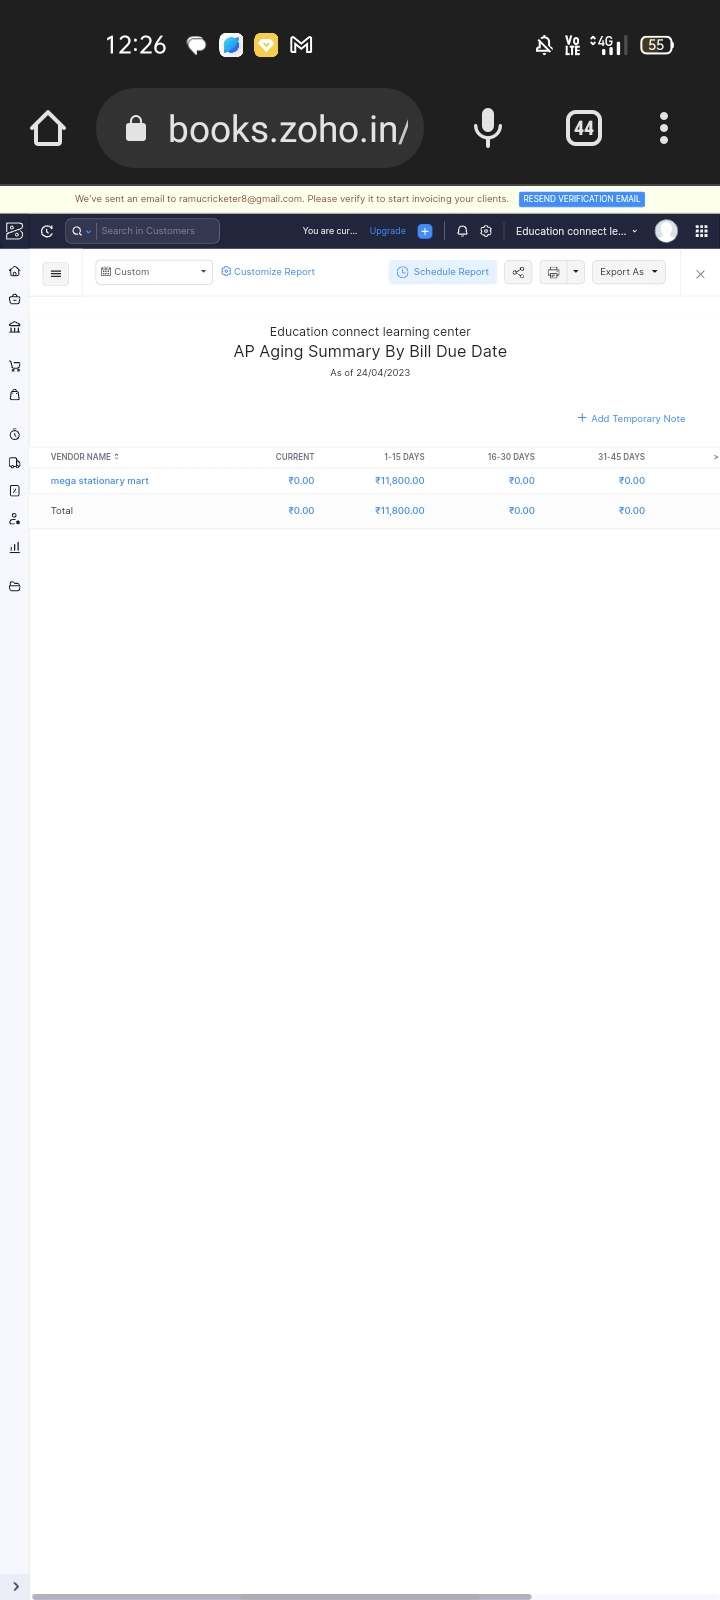 12:26 Vo LTE 4G 55
books.zoho.in/ 44
We've sent an email to ramucricketer8@gmail.com. Please verify it to start invoicing your clients. RESEND VERIFICATION EMAIL
Search in Customers You are cur... Upgrade Education connect le...
Custom Customize Report Schedule Report Export As
Education connect learning center
AP Aging Summary By Bill Due Date
As of 24/04/2023
+ Add Temporary Note
VENDOR NAME CURRENT 1-15 DAYS 16-30 DAYS 31-45 DAYS >
mega stationary mart ₹0.00 ₹11,800.00 ₹0.00 ₹0.00
Total ₹0.00 ₹11,800.00 ₹0.00 ₹0.00